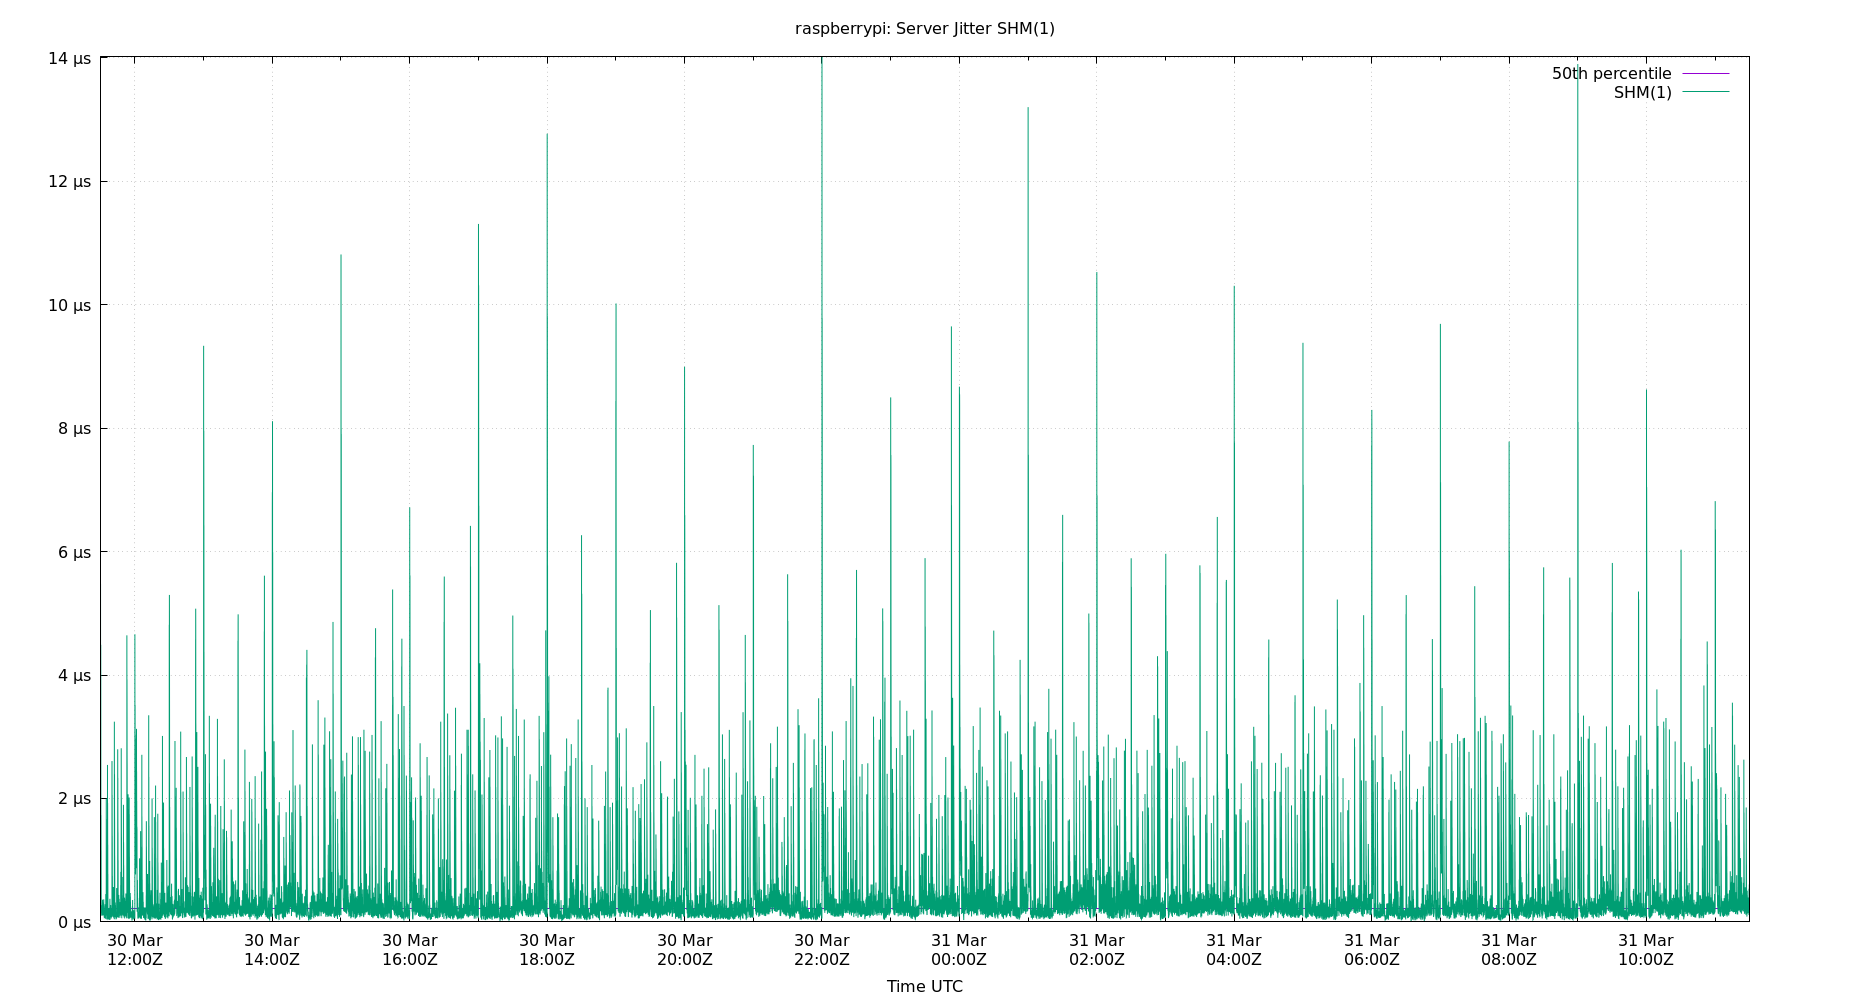 raspberrypi: Server Jitter SHM(1)
14 µs
12 µs
10 µs
8 µs
6 µs
4 µs
2 µs
0 µs
50th percentile
SHM(1)
30 Mar 30 Mar 30 Mar 30 Mar 30 Mar 30 Mar 31 Mar 31 Mar 31 Mar 31 Mar 31 Mar 31 Mar
12:00Z 14:00Z 16:00Z 18:00Z 20:00Z 22:00Z 00:00Z 02:00Z 04:00Z 06:00Z 08:00Z 10:00Z
Time UTC